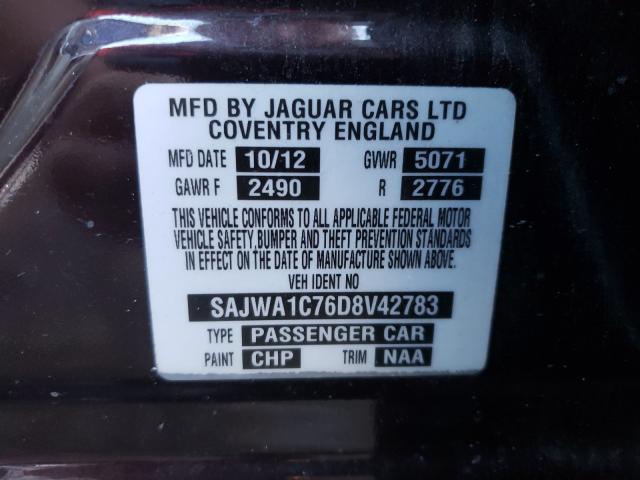 MFD BY JAGUAR CARS LTD
COVENTRY ENGLAND
MFD DATE 10/12 GVWR 5071
GAWR F 2490 R 2776
THIS VEHICLE CONFORMS TO ALL APPLICABLE FEDERAL MOTOR
VEHICLE SAFETY,BUMPER AND THEFT PREVENTION STANDARDS
IN EFFECT ON THE DATE OF MANUFACTURE SHOWN ABOVE.
VEH IDENT NO
SAJWA1C76D8V42783
TYPE PASSENGER CAR
PAINT CHP TRIM NAA